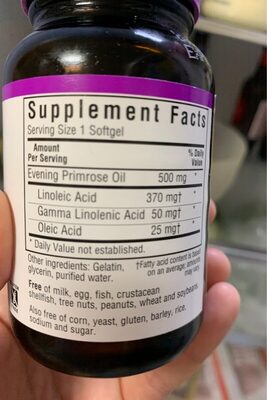 Supplement Facts
Serving Size 1 Softgel
Amount
Per Serving
% Daily
Value
Evening Primrose Oil 500 mg *
Linoleic Acid 370 mg† *
Gamma Linolenic Acid 50 mg† *
Oleic Acid 25 mg† *
* Daily Value not established.
Other ingredients: Gelatin,
glycerin, purified water.
†Fatty acid content is based
on an average; amounts
may vary.
Free of milk, egg, fish, crustacean
shellfish, tree nuts, peanuts, wheat and soybeans.
Also free of corn, yeast, gluten, barley, rice,
sodium and sugar.